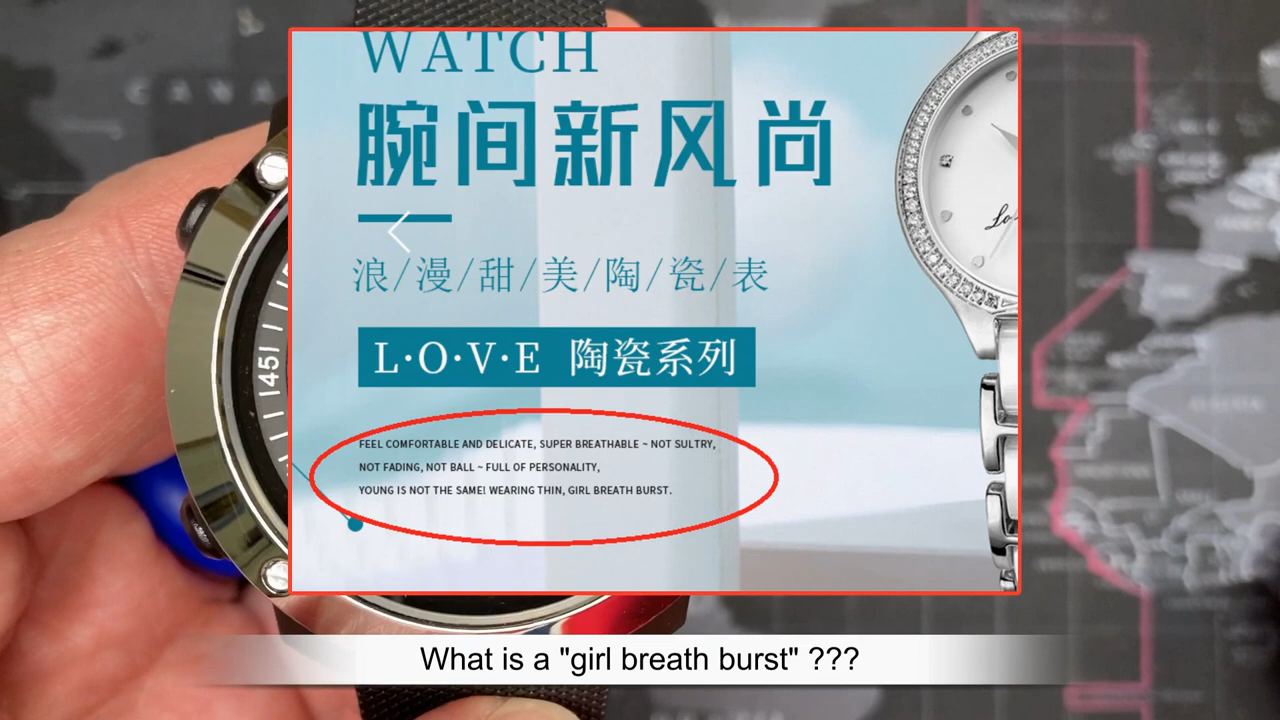 CANA
WATCH
腕间新风尚
浪/漫/甜/美/陶/瓷/表
L·O·V·E 陶瓷系列
FEEL COMFORTABLE AND DELICATE, SUPER BREATHABLE ~ NOT SULTRY,
NOT FADING, NOT BALL ~ FULL OF PERSONALITY,
YOUNG IS NOT THE SAME! WEARING THIN, GIRL BREATH BURST.
145
What is a "girl breath burst" ???